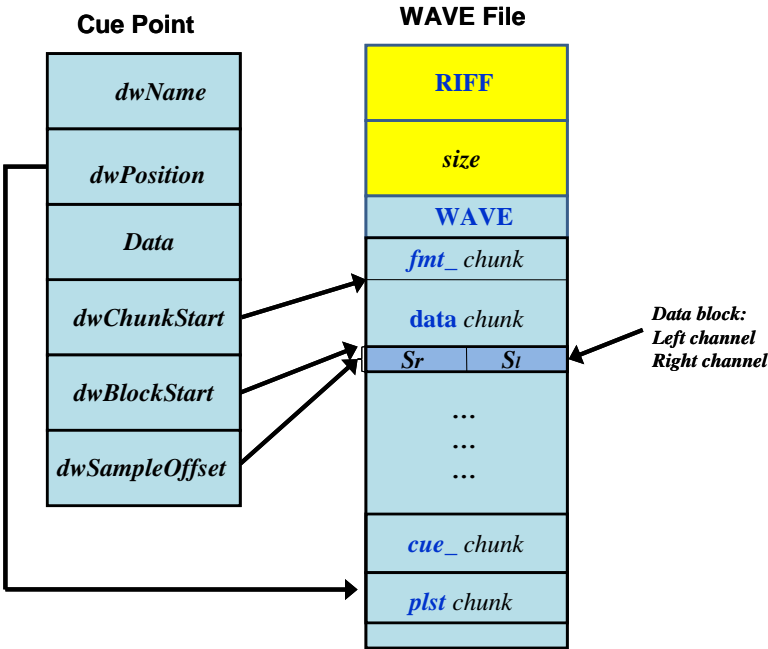 Cue Point
dwName
dwPosition
Data
dwChunkStart
dwBlockStart
dwSampleOffset
WAVE File
RIFF
size
WAVE
fmt_ chunk
data chunk
Sr Sl
...
...
...
cue_ chunk
plst chunk
Data block:
Left channel
Right channel